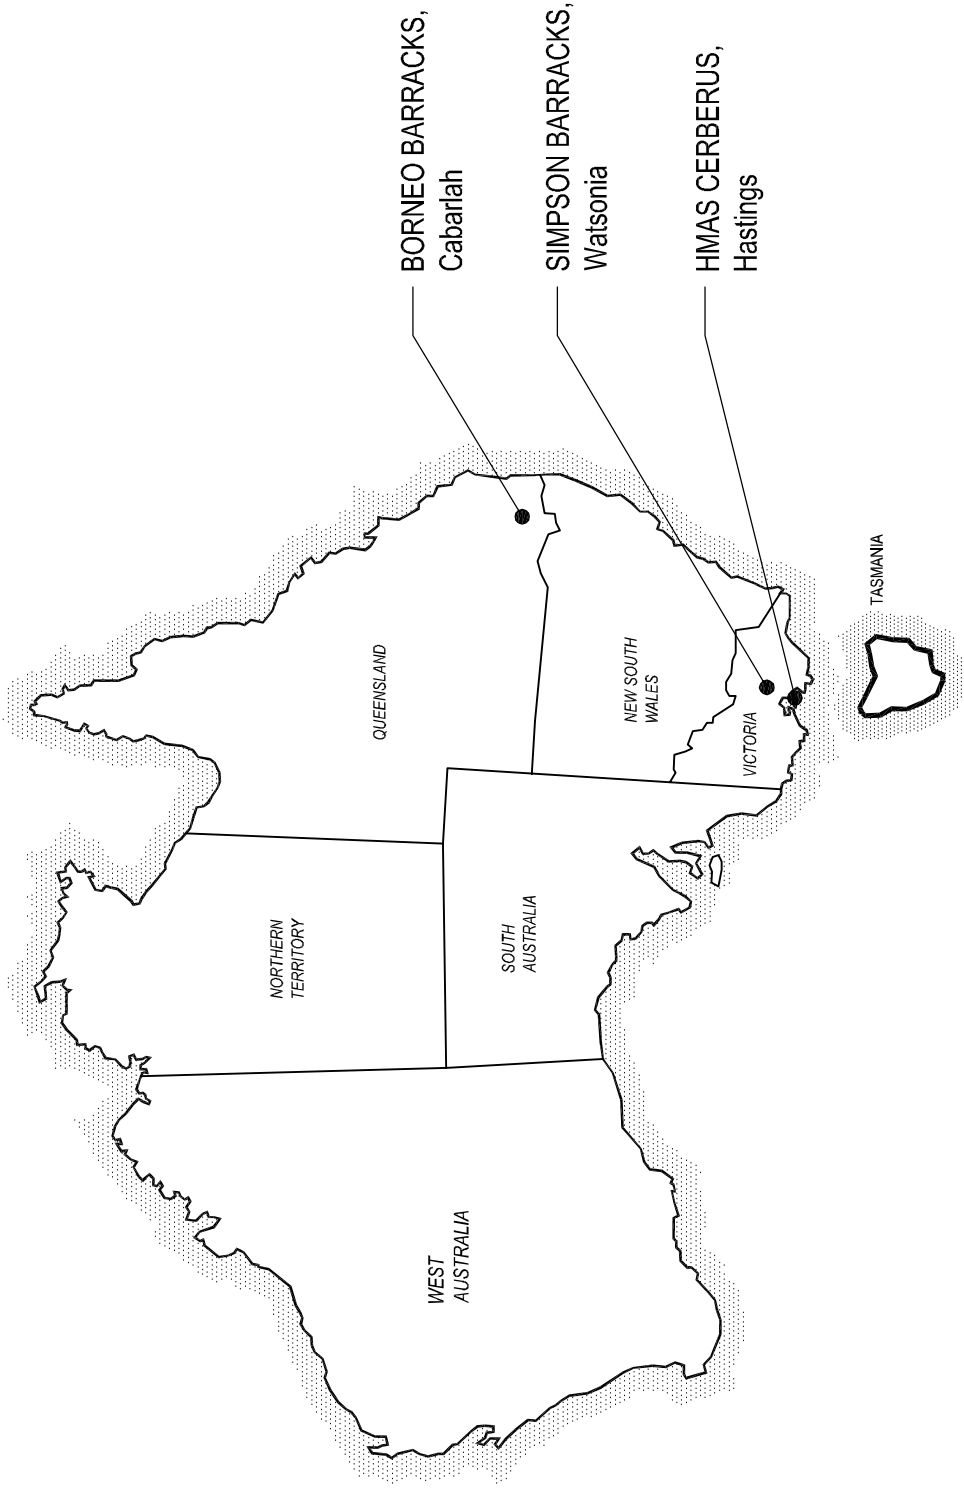 BORNEO BARRACKS,
Cabarlah
SIMPSON BARRACKS,
Watsonia
HMAS CERBERUS,
Hastings
QUEENSLAND
NORTHERN
TERRITORY
WEST
AUSTRALIA
SOUTH
AUSTRALIA
NEW SOUTH
WALES
VICTORIA
TASMANIA